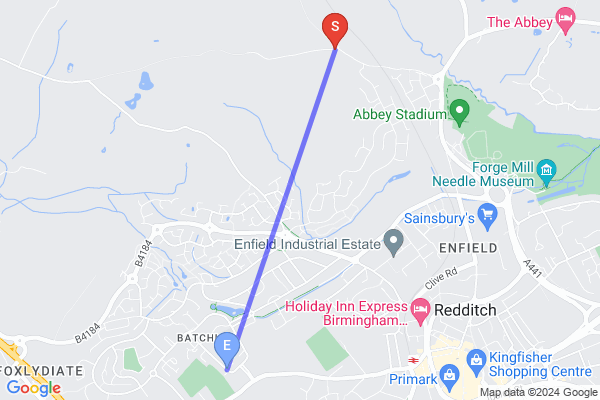 S
The Abbey
Abbey Stadium
Forge Mill
Needle Museum
Sainsbury's
B4184
Enfield Industrial Estate
ENFIELD
A441
Clive Rd
B4184
Holiday Inn Express
Birmingham...
Redditch
BATCHL
E
FOXLYDIATE
Kingfisher
Shopping Centre
Primark
Google
Map data ©2024 Google